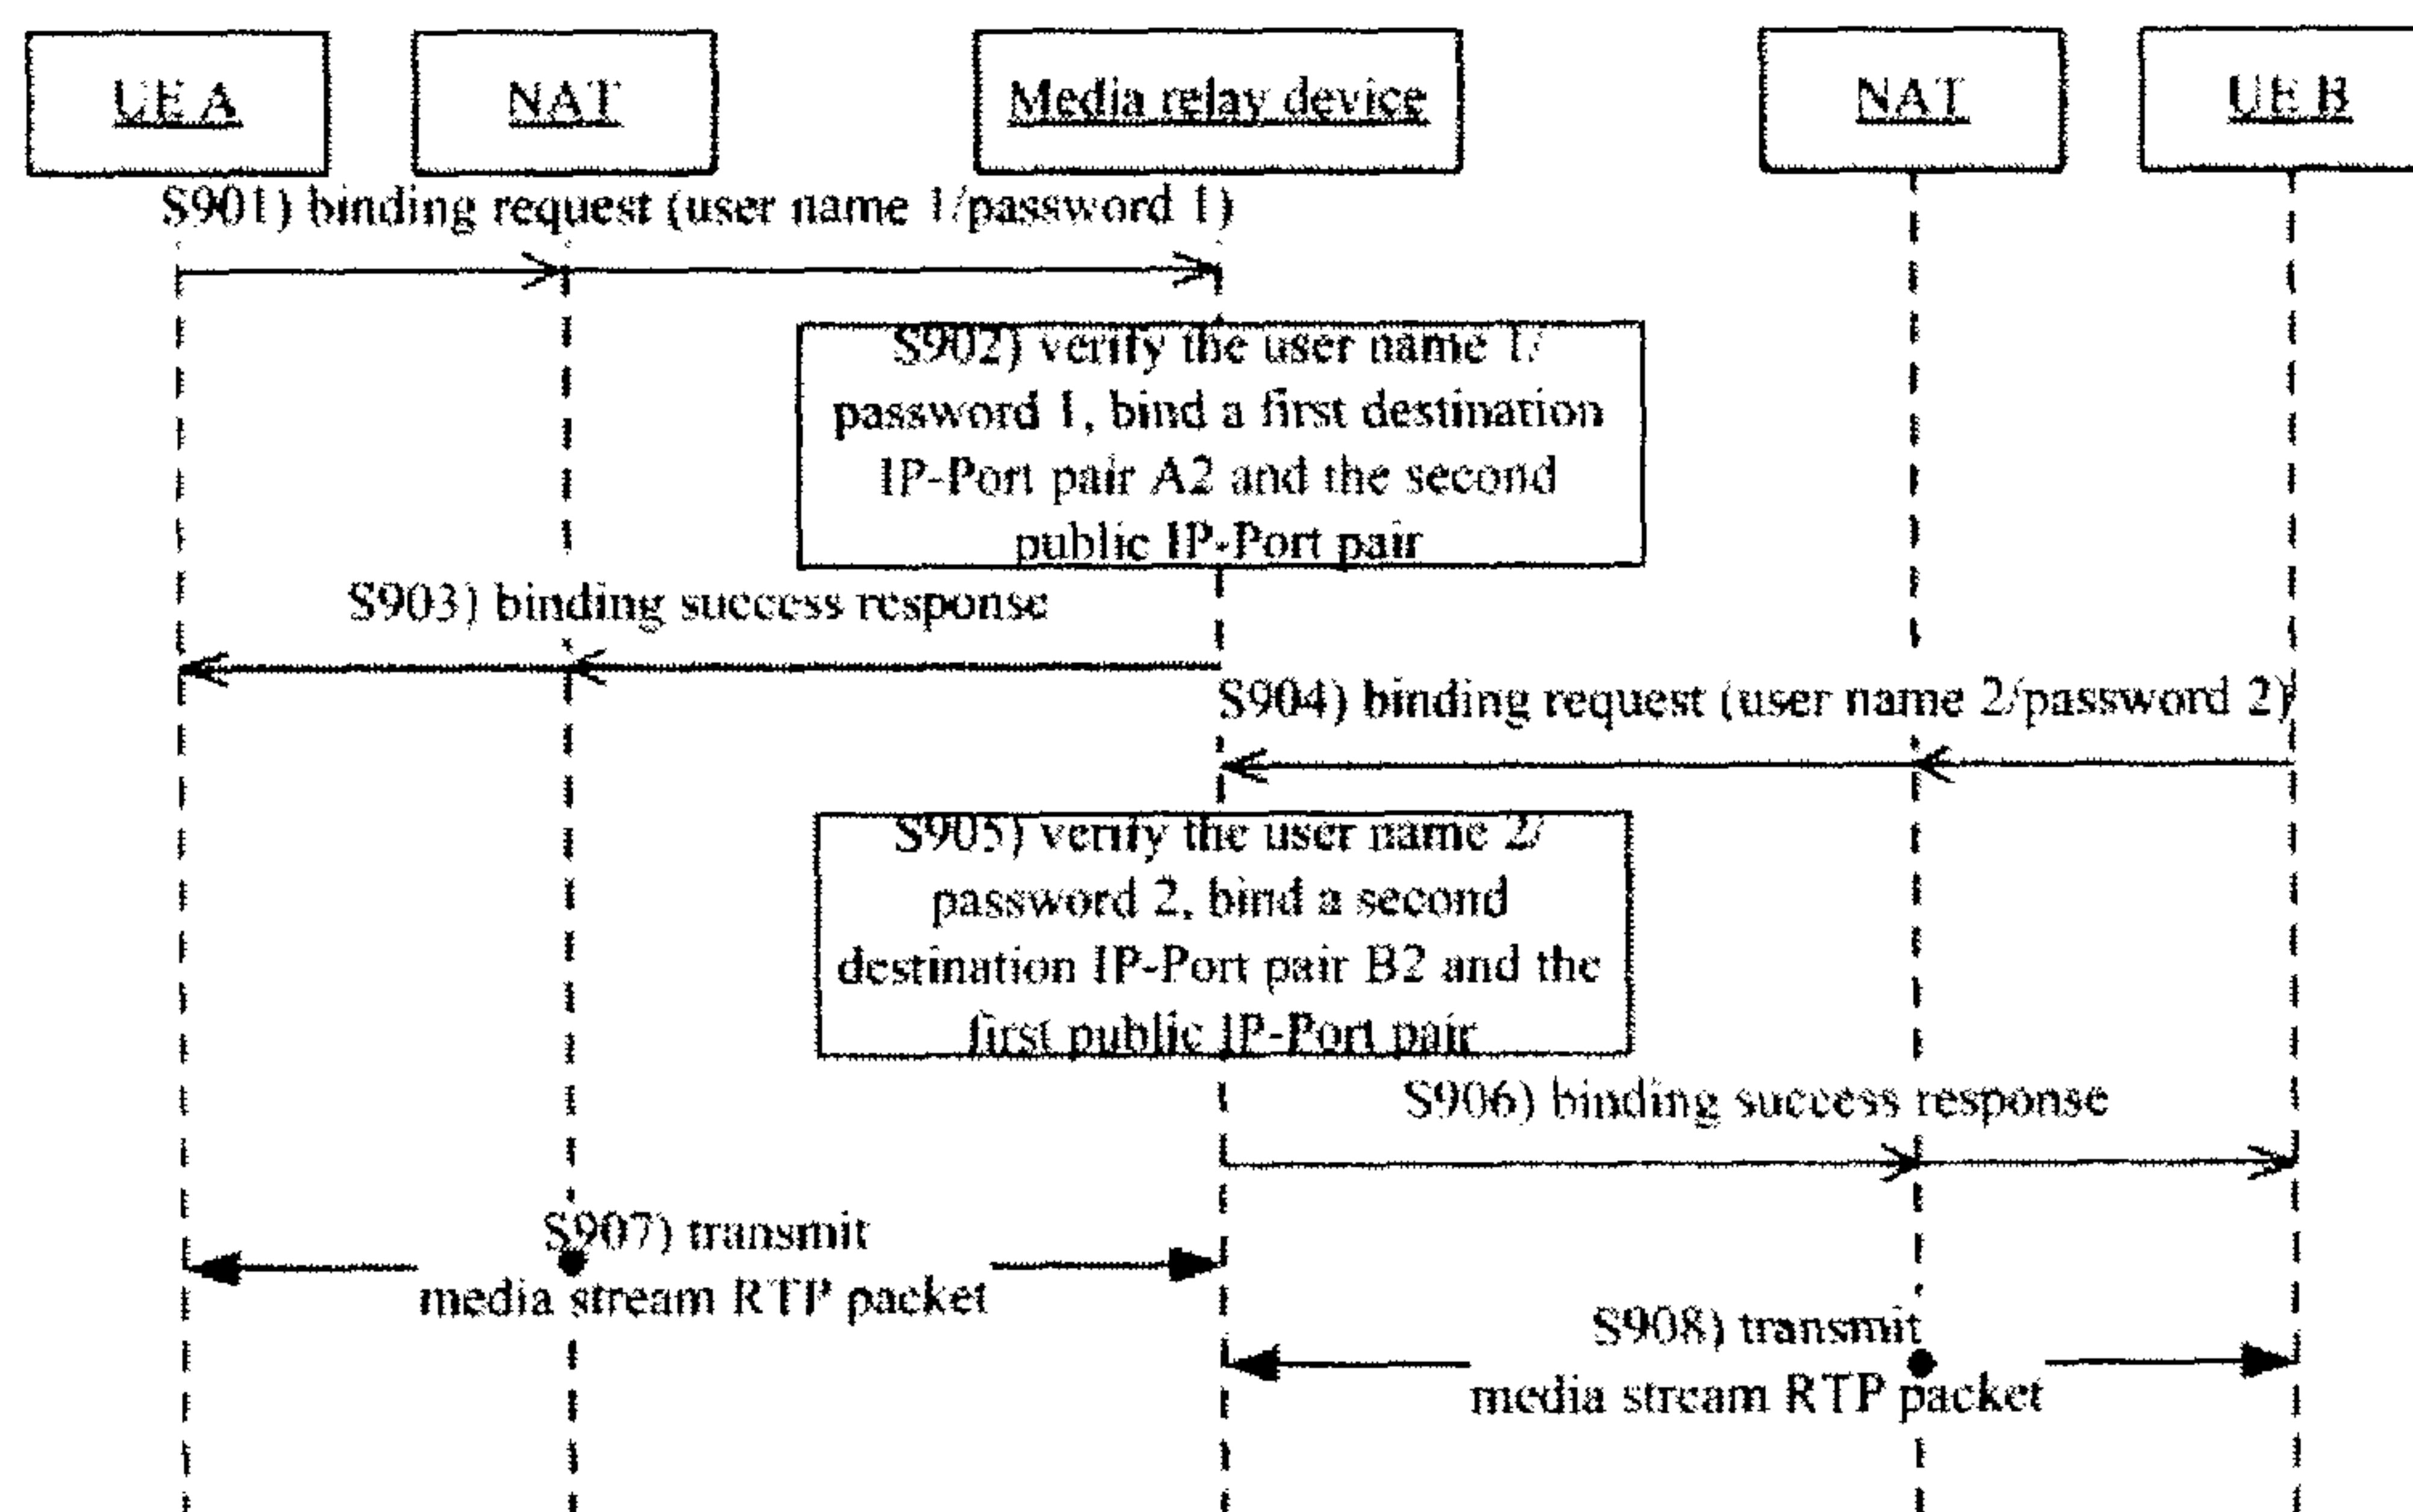 UE A
NAT
Media relay device
NAT
UE B
S901) binding request (user name 1/password 1)
S902) verify the user name 1/
password 1, bind a first destination
IP-Port pair A2 and the second
public IP-Port pair
S903) binding success response
S904) binding request (user name 2/password 2)
S905) verify the user name 2/
password 2, bind a second
destination IP-Port pair B2 and the
first public IP-Port pair
S906) binding success response
S907) transmit
media stream RTP packet
S908) transmit
media stream RTP packet